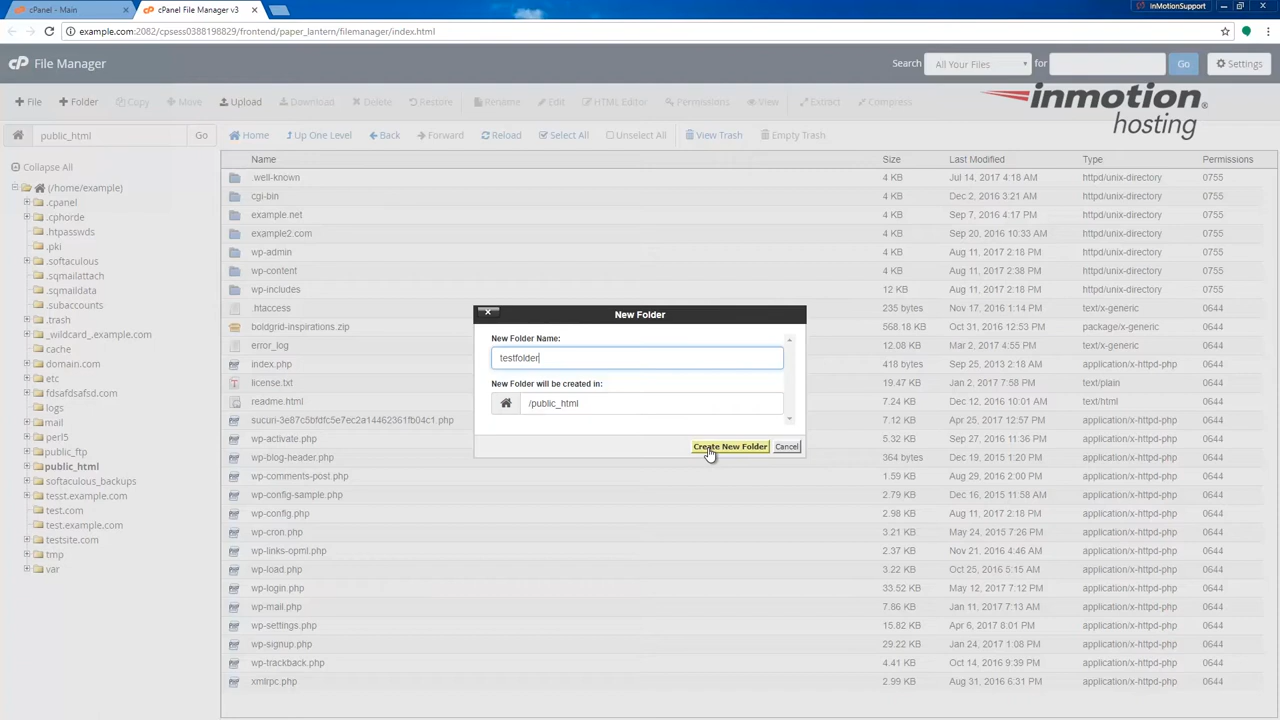 cPanel - Main
cPanel File Manager v3
InMotionSupport
example.com:2082/cpsess0388198829/frontend/paper_lantern/filemanager/index.html
cP File Manager
Search All Your Files for Go Settings
File Folder Copy Move Upload Download Delete Restore Rename Edit HTML Editor Permissions View Extract Compress
inmotion®
hosting
public_html Go Home Up One Level Back Forward Reload Select All Unselect All View Trash Empty Trash
Collapse All
(/home/example)
.cpanel
.cphorde
.htpasswds
.pki
.softaculous
.sqmailattach
.sqmaildata
.subaccounts
.trash
_wildcard_.example.com
cache
domain.com
etc
fdsafdsafsd.com
logs
mail
perl5
public_ftp
public_html
softaculous_backups
tesst.example.com
test.com
test.example.com
testsite.com
tmp
var
Name Size Last Modified Type Permissions
.well-known 4 KB Jul 14, 2017 4:18 AM httpd/unix-directory 0755
cgi-bin 4 KB Dec 2, 2016 3:21 AM httpd/unix-directory 0755
example.net 4 KB Sep 7, 2016 4:17 PM httpd/unix-directory 0755
example2.com 4 KB Sep 20, 2016 10:33 AM httpd/unix-directory 0755
wp-admin 4 KB Aug 11, 2017 2:18 PM httpd/unix-directory 0755
wp-content 4 KB Aug 11, 2017 2:38 PM httpd/unix-directory 0755
wp-includes 12 KB Aug 11, 2017 2:18 PM httpd/unix-directory 0755
.htaccess 235 bytes Nov 17, 2016 1:14 PM text/x-generic 0644
boldgrid-inspirations.zip 568.18 KB Oct 31, 2016 12:53 PM package/x-generic 0644
error_log 12.08 KB Mar 2, 2017 4:55 PM text/x-generic 0644
index.php 418 bytes Sep 25, 2013 2:18 AM application/x-httpd-php 0644
license.txt 19.47 KB Jan 2, 2017 7:58 PM text/plain 0644
readme.html 7.24 KB Dec 12, 2016 10:01 AM text/html 0644
sucuri-3e87c5bfdfc5e7ec2a14462361fb04c1.php 7.12 KB Apr 25, 2017 12:57 PM application/x-httpd-php 0644
wp-activate.php 5.32 KB Sep 27, 2016 11:36 PM application/x-httpd-php 0644
wp-blog-header.php 364 bytes Dec 19, 2015 1:20 PM application/x-httpd-php 0644
wp-comments-post.php 1.59 KB Aug 29, 2016 2:00 PM application/x-httpd-php 0644
wp-config-sample.php 2.79 KB Dec 16, 2015 11:58 AM application/x-httpd-php 0644
wp-config.php 2.98 KB Aug 11, 2017 2:18 PM application/x-httpd-php 0644
wp-cron.php 3.21 KB May 24, 2015 7:26 PM application/x-httpd-php 0644
wp-links-opml.php 2.37 KB Nov 21, 2016 4:46 AM application/x-httpd-php 0644
wp-load.php 3.22 KB Oct 25, 2016 5:15 AM application/x-httpd-php 0644
wp-login.php 33.52 KB May 12, 2017 7:12 PM application/x-httpd-php 0644
wp-mail.php 7.86 KB Jan 11, 2017 7:13 AM application/x-httpd-php 0644
wp-settings.php 15.82 KB Apr 6, 2017 8:01 PM application/x-httpd-php 0644
wp-signup.php 29.22 KB Jan 24, 2017 1:08 PM application/x-httpd-php 0644
wp-trackback.php 4.41 KB Oct 14, 2016 9:39 PM application/x-httpd-php 0644
xmlrpc.php 2.99 KB Aug 31, 2016 6:31 PM application/x-httpd-php 0644
New Folder
New Folder Name:
testfolder
New Folder will be created in:
/public_html
Create New Folder Cancel